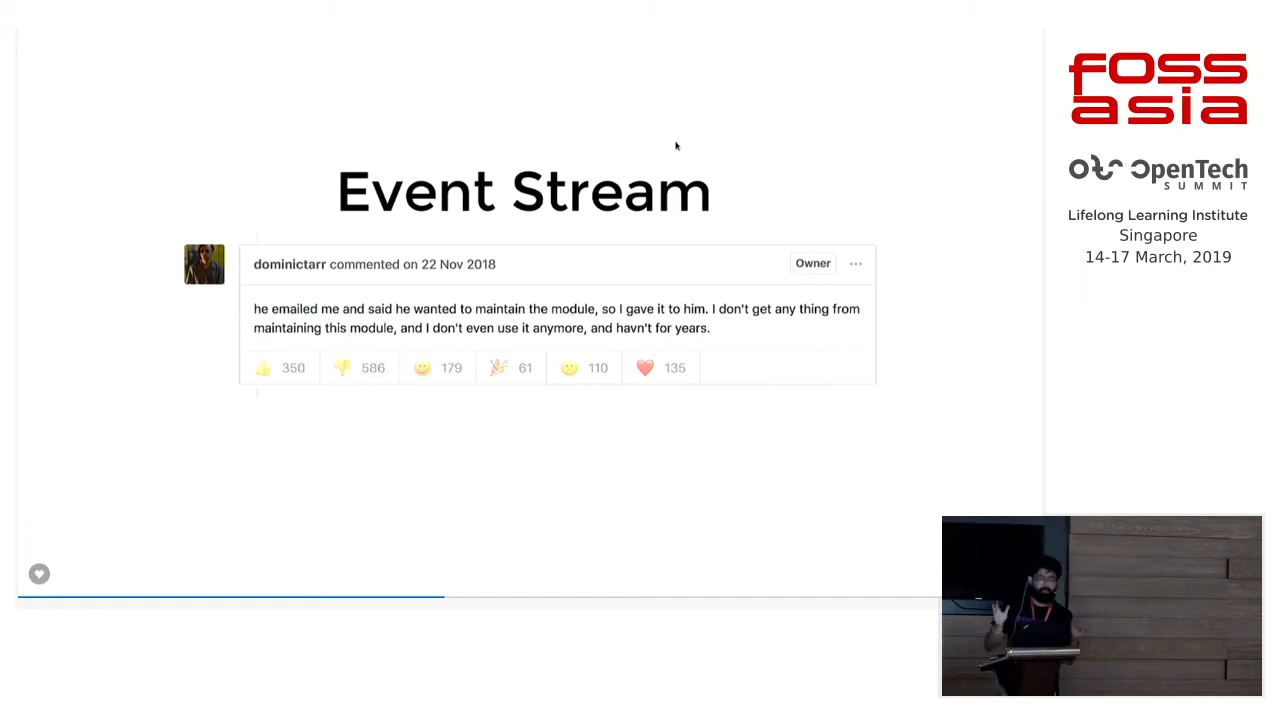 Event Stream
dominictarr commented on 22 Nov 2018
Owner
he emailed me and said he wanted to maintain the module, so I gave it to him. I don't get any thing from
maintaining this module, and I don't even use it anymore, and havn't for years.
350 586 179 61 110 135
foss
asia
OpenTech
SUMMIT
Lifelong Learning Institute
Singapore
14-17 March, 2019